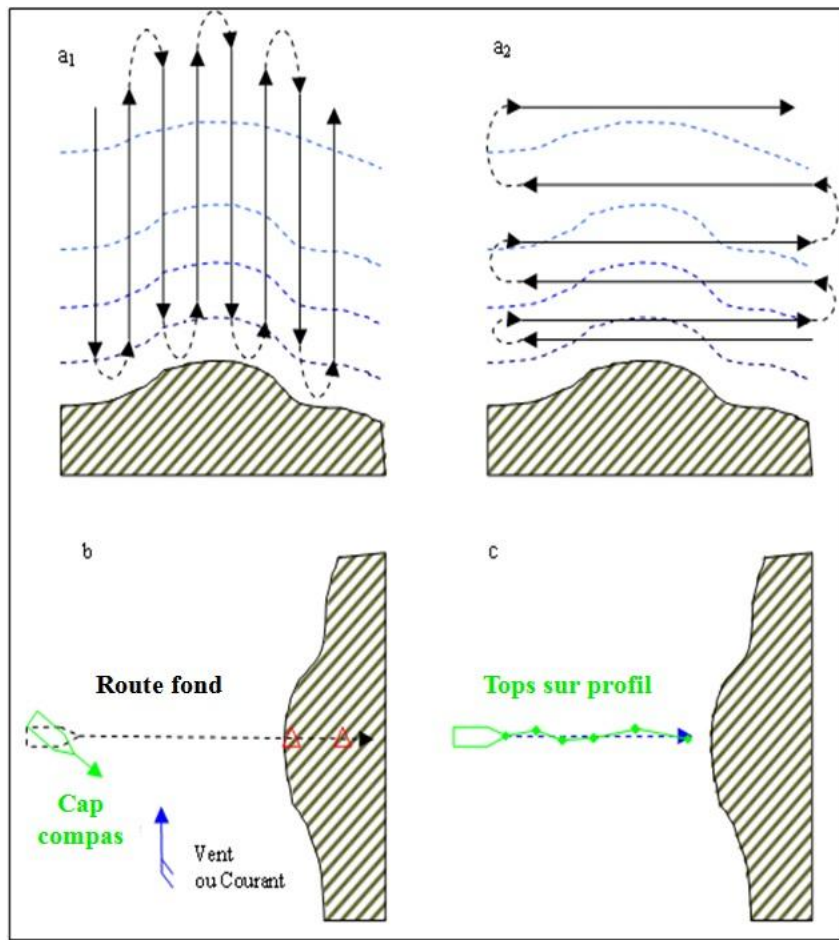 a₁
a₂
b
c
Route fond
Tops sur profil
Cap
compas
Vent
ou Courant